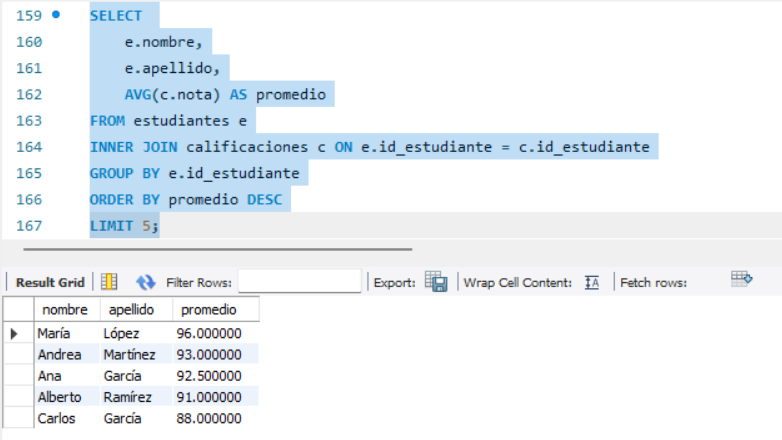 159 SELECT
160 e.nombre,
161 e.apellido,
162 AVG(c.nota) AS promedio
163 FROM estudiantes e
164 INNER JOIN calificaciones c ON e.id_estudiante = c.id_estudiante
165 GROUP BY e.id_estudiante
166 ORDER BY promedio DESC
167 LIMIT 5;
Result Grid Filter Rows: Export: Wrap Cell Content: Fetch rows:
nombre apellido promedio
María López 96.000000
Andrea Martínez 93.000000
Ana García 92.500000
Alberto Ramírez 91.000000
Carlos García 88.000000